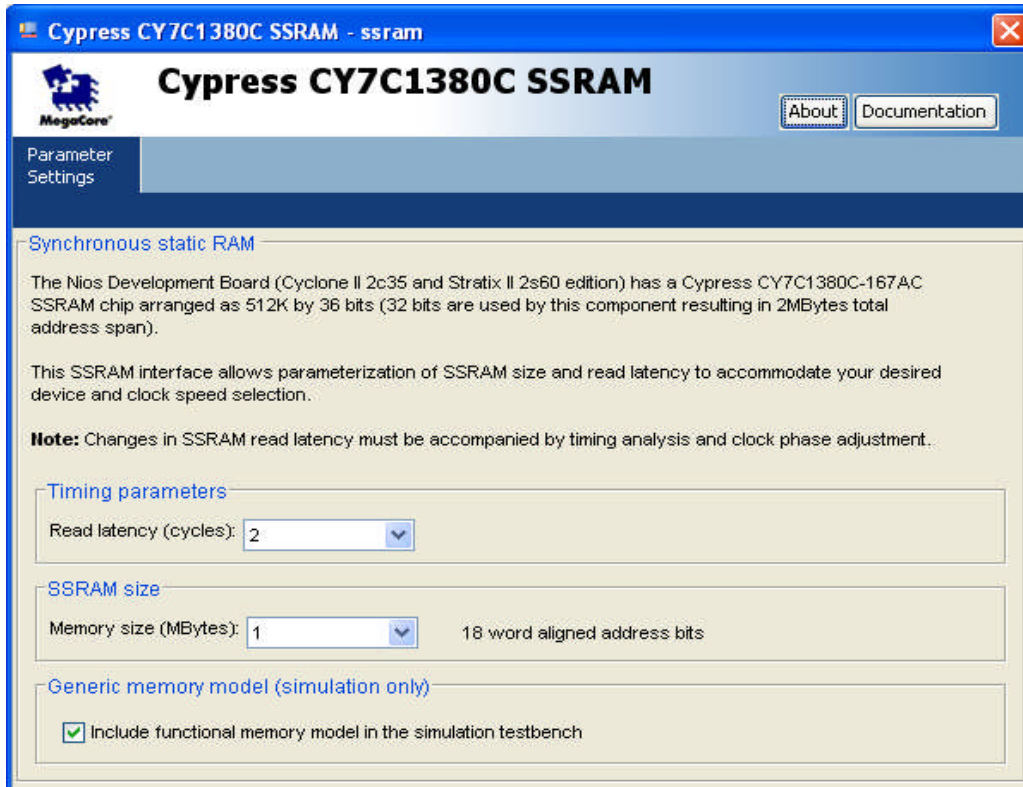 Cypress CY7C1380C SSRAM - ssram
MegaCore®
Cypress CY7C1380C SSRAM
About
Documentation
Parameter
Settings
Synchronous static RAM
The Nios Development Board (Cyclone II 2c35 and Stratix II 2s60 edition) has a Cypress CY7C1380C-167AC
SSRAM chip arranged as 512K by 36 bits (32 bits are used by this component resulting in 2MBytes total
address span).
This SSRAM interface allows parameterization of SSRAM size and read latency to accommodate your desired
device and clock speed selection.
Note: Changes in SSRAM read latency must be accompanied by timing analysis and clock phase adjustment.
Timing parameters
Read latency (cycles): 2
SSRAM size
Memory size (MBytes): 1 18 word aligned address bits
Generic memory model (simulation only)
Include functional memory model in the simulation testbench